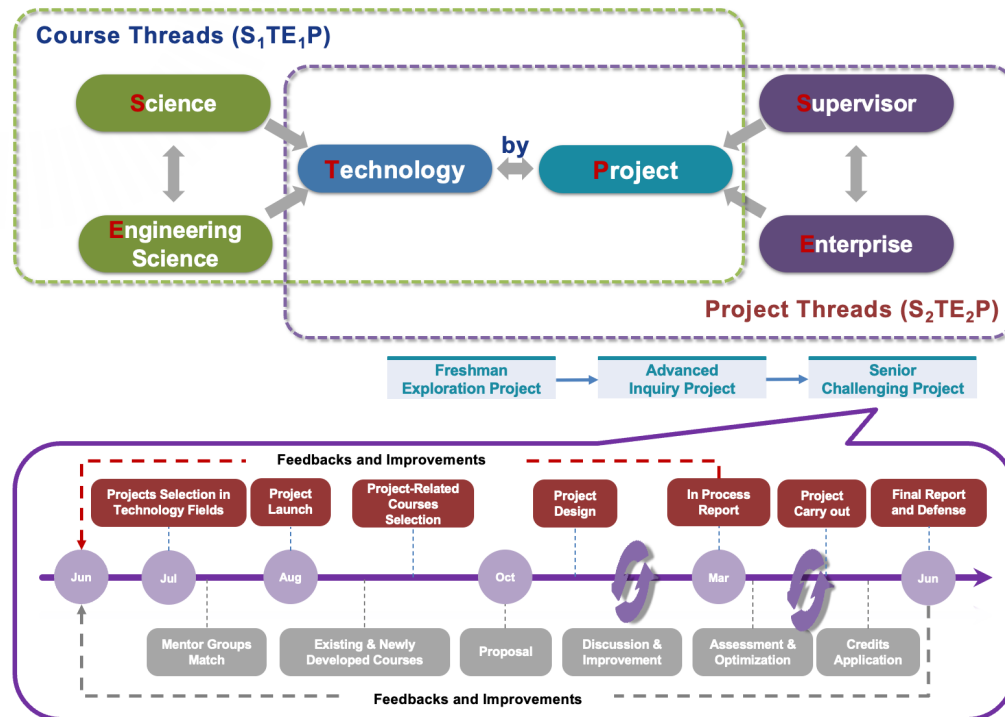 Course Threads (S₁TE₁P)
Science
Supervisor
by
Technology
Project
Engineering
Science
Enterprise
Project Threads (S₂TE₂P)
Freshman
Exploration Project
Advanced
Inquiry Project
Senior
Challenging Project
Feedbacks and Improvements
Projects Selection in
Technology Fields
Project
Launch
Project-Related
Courses
Selection
Project
Design
In Process
Report
Project
Carry out
Final Report
and Defense
Jun
Jul
Aug
Oct
Mar
Jun
Mentor Groups
Match
Existing & Newly
Developed Courses
Proposal
Discussion &
Improvement
Assessment &
Optimization
Credits
Application
Feedbacks and Improvements